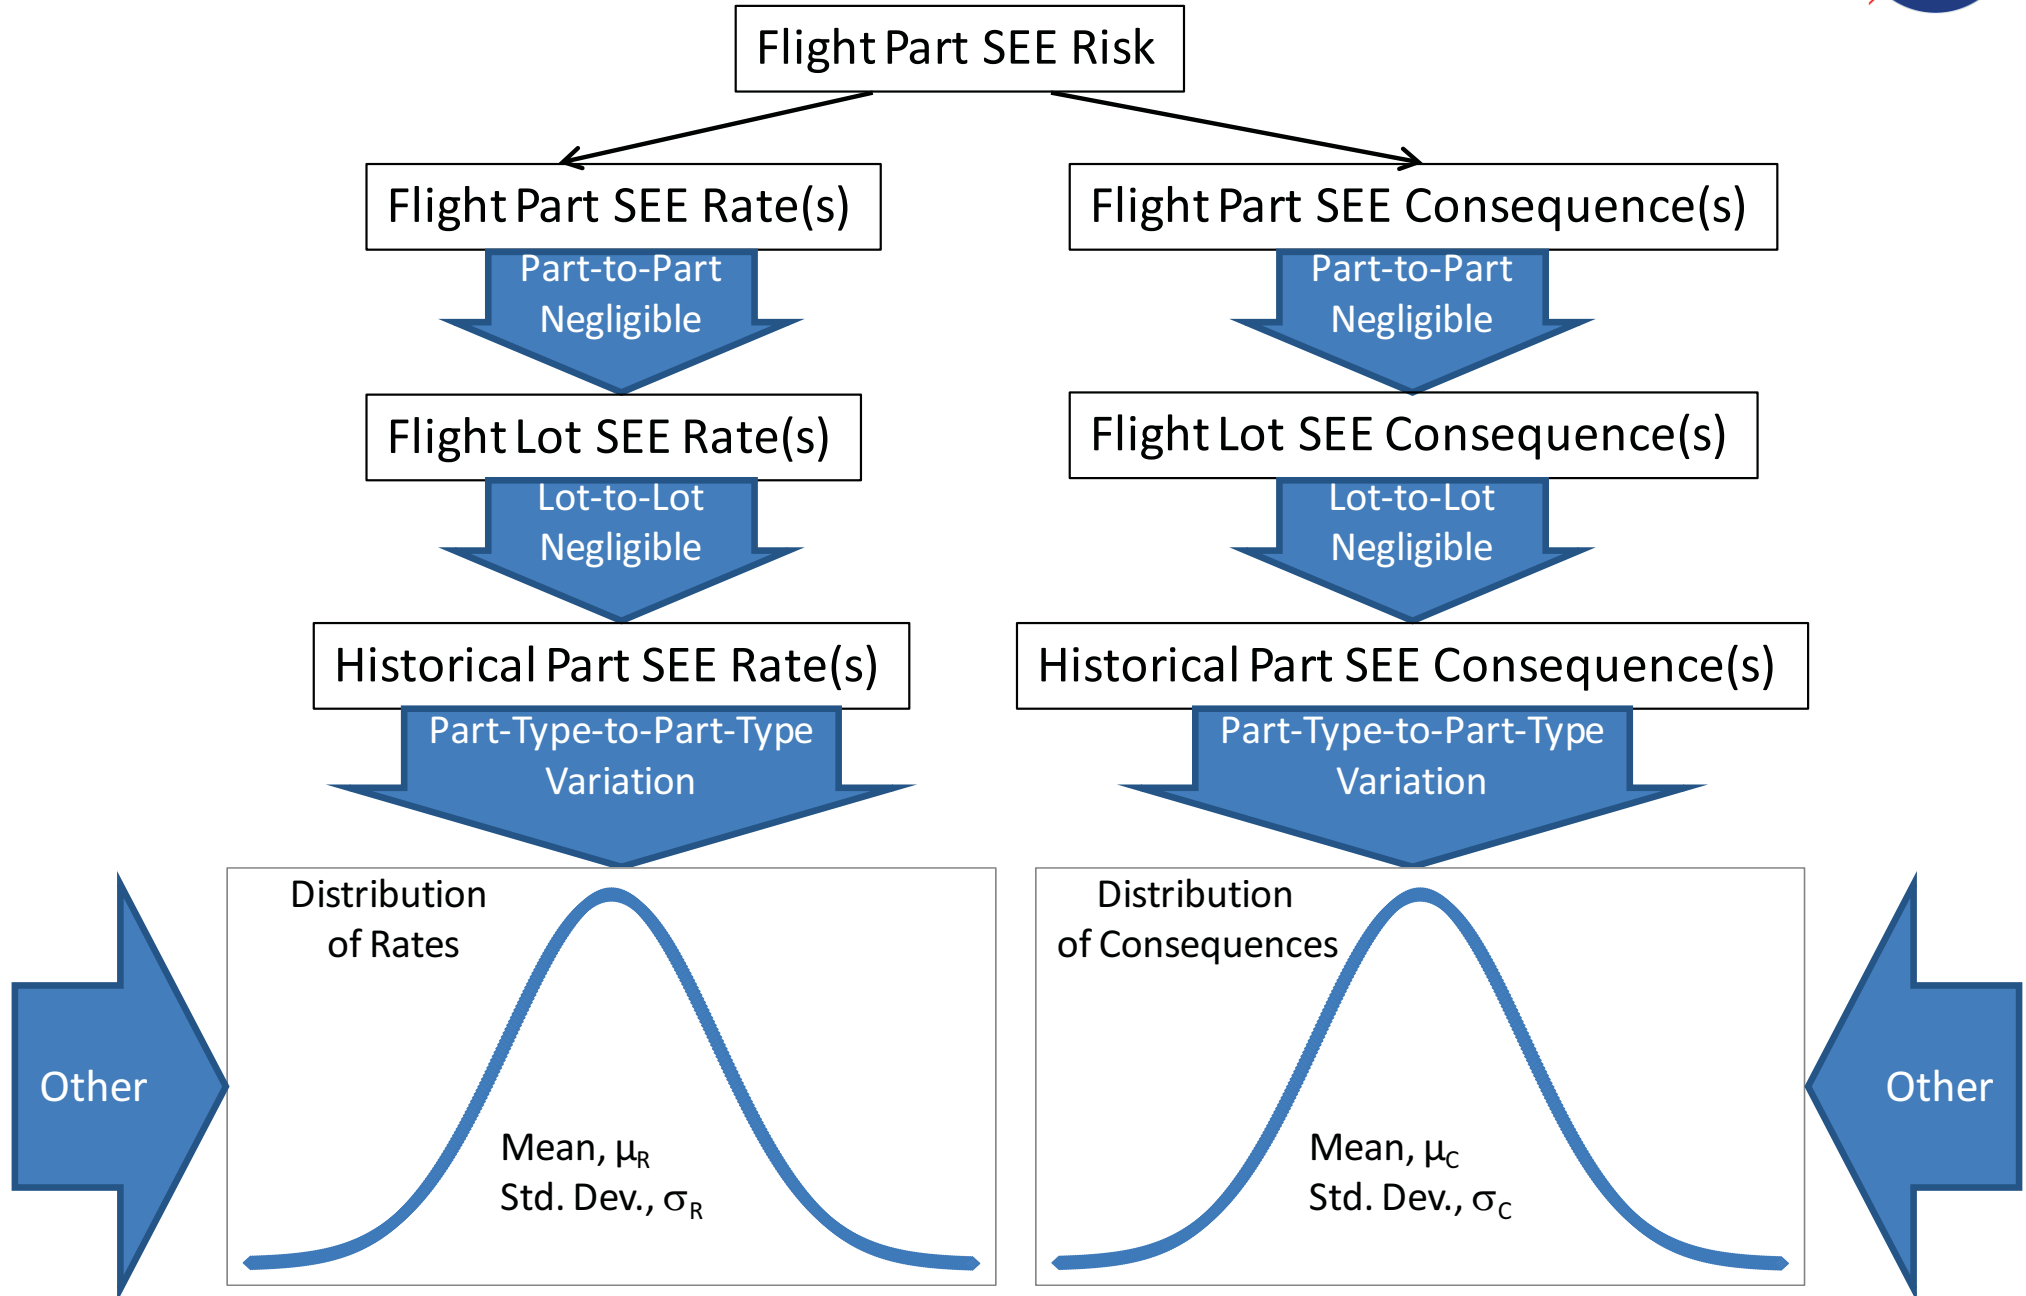 Flight Part SEE Risk
Flight Part SEE Rate(s)
Flight Part SEE Consequence(s)
Part-to-Part
Negligible
Part-to-Part
Negligible
Flight Lot SEE Rate(s)
Flight Lot SEE Consequence(s)
Lot-to-Lot
Negligible
Lot-to-Lot
Negligible
Historical Part SEE Rate(s)
Historical Part SEE Consequence(s)
Part-Type-to-Part-Type
Variation
Part-Type-to-Part-Type
Variation
Distribution
of Rates
Distribution
of Consequences
Other
Other
Mean, μR
Std. Dev., σR
Mean, μC
Std. Dev., σC